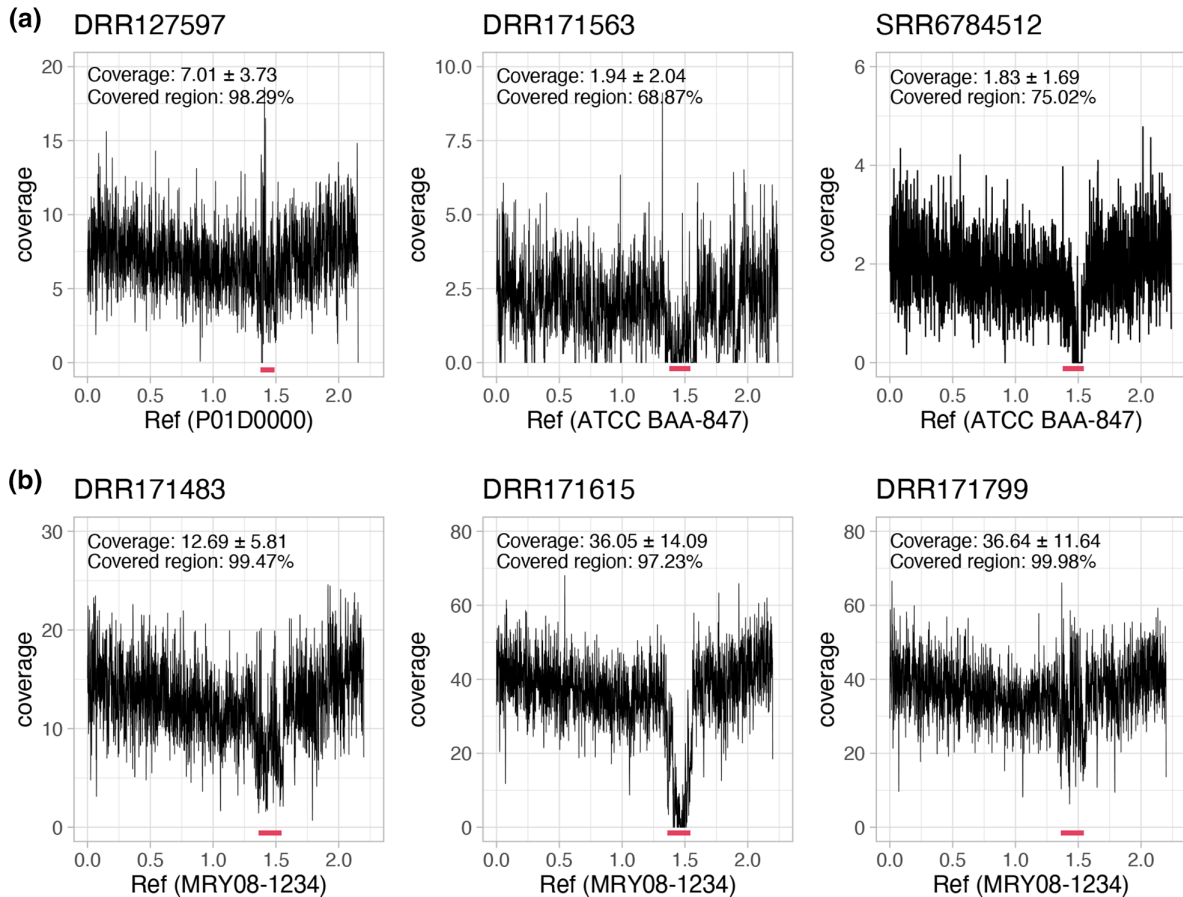 (a)
DRR127597
DRR171563
SRR6784512
Coverage: 7.01 ± 3.73
Covered region: 98.29%
Coverage: 1.94 ± 2.04
Covered region: 68.87%
Coverage: 1.83 ± 1.69
Covered region: 75.02%
coverage
20
15
10
5
0
0.0 0.5 1.0 1.5 2.0
Ref (P01D0000)
coverage
10.0
7.5
5.0
2.5
0.0
0.0 0.5 1.0 1.5 2.0
Ref (ATCC BAA-847)
coverage
6
4
2
0
0.0 0.5 1.0 1.5 2.0
Ref (ATCC BAA-847)
(b)
DRR171483
DRR171615
DRR171799
Coverage: 12.69 ± 5.81
Covered region: 99.47%
Coverage: 36.05 ± 14.09
Covered region: 97.23%
Coverage: 36.64 ± 11.64
Covered region: 99.98%
coverage
30
20
10
0
0.0 0.5 1.0 1.5 2.0
Ref (MRY08-1234)
coverage
80
60
40
20
0
0.0 0.5 1.0 1.5 2.0
Ref (MRY08-1234)
coverage
80
60
40
20
0
0.0 0.5 1.0 1.5 2.0
Ref (MRY08-1234)